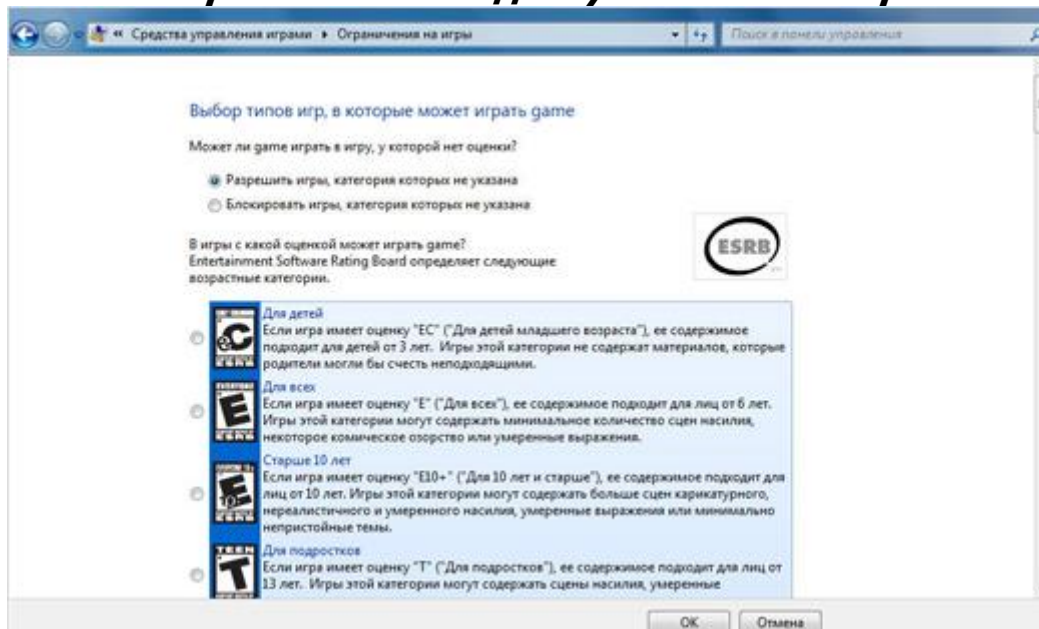 « Средства управления играми ▸ Ограничения на игры
Поиск в панели управления
Выбор типов игр, в которые может играть game
Может ли game играть в игру, у которой нет оценки?
Разрешить игры, категория которых не указана
Блокировать игры, категория которых не указана
В игры с какой оценкой может играть game?
Entertainment Software Rating Board определяет следующие
возрастные категории.
ESRB
Для детей
Если игра имеет оценку "EC" ("Для детей младшего возраста"), ее содержимое
подходит для детей от 3 лет. Игры этой категории не содержат материалов, которые
родители могли бы счесть неподходящими.
Для всех
Если игра имеет оценку "E" ("Для всех"), ее содержимое подходит для лиц от 6 лет.
Игры этой категории могут содержать минимальное количество сцен насилия,
некоторое комическое озорство или умеренные выражения.
Старше 10 лет
Если игра имеет оценку "E10+" ("Для 10 лет и старше"), ее содержимое подходит для
лиц от 10 лет. Игры этой категории могут содержать больше сцен карикатурного,
нереалистичного и умеренного насилия, умеренные выражения или минимально
непристойные темы.
TEEN
T
Для подростков
Если игра имеет оценку "T" ("Для подростков"), ее содержимое подходит для лиц от
13 лет. Игры этой категории могут содержать сцены насилия, умеренные
OK
Отмена